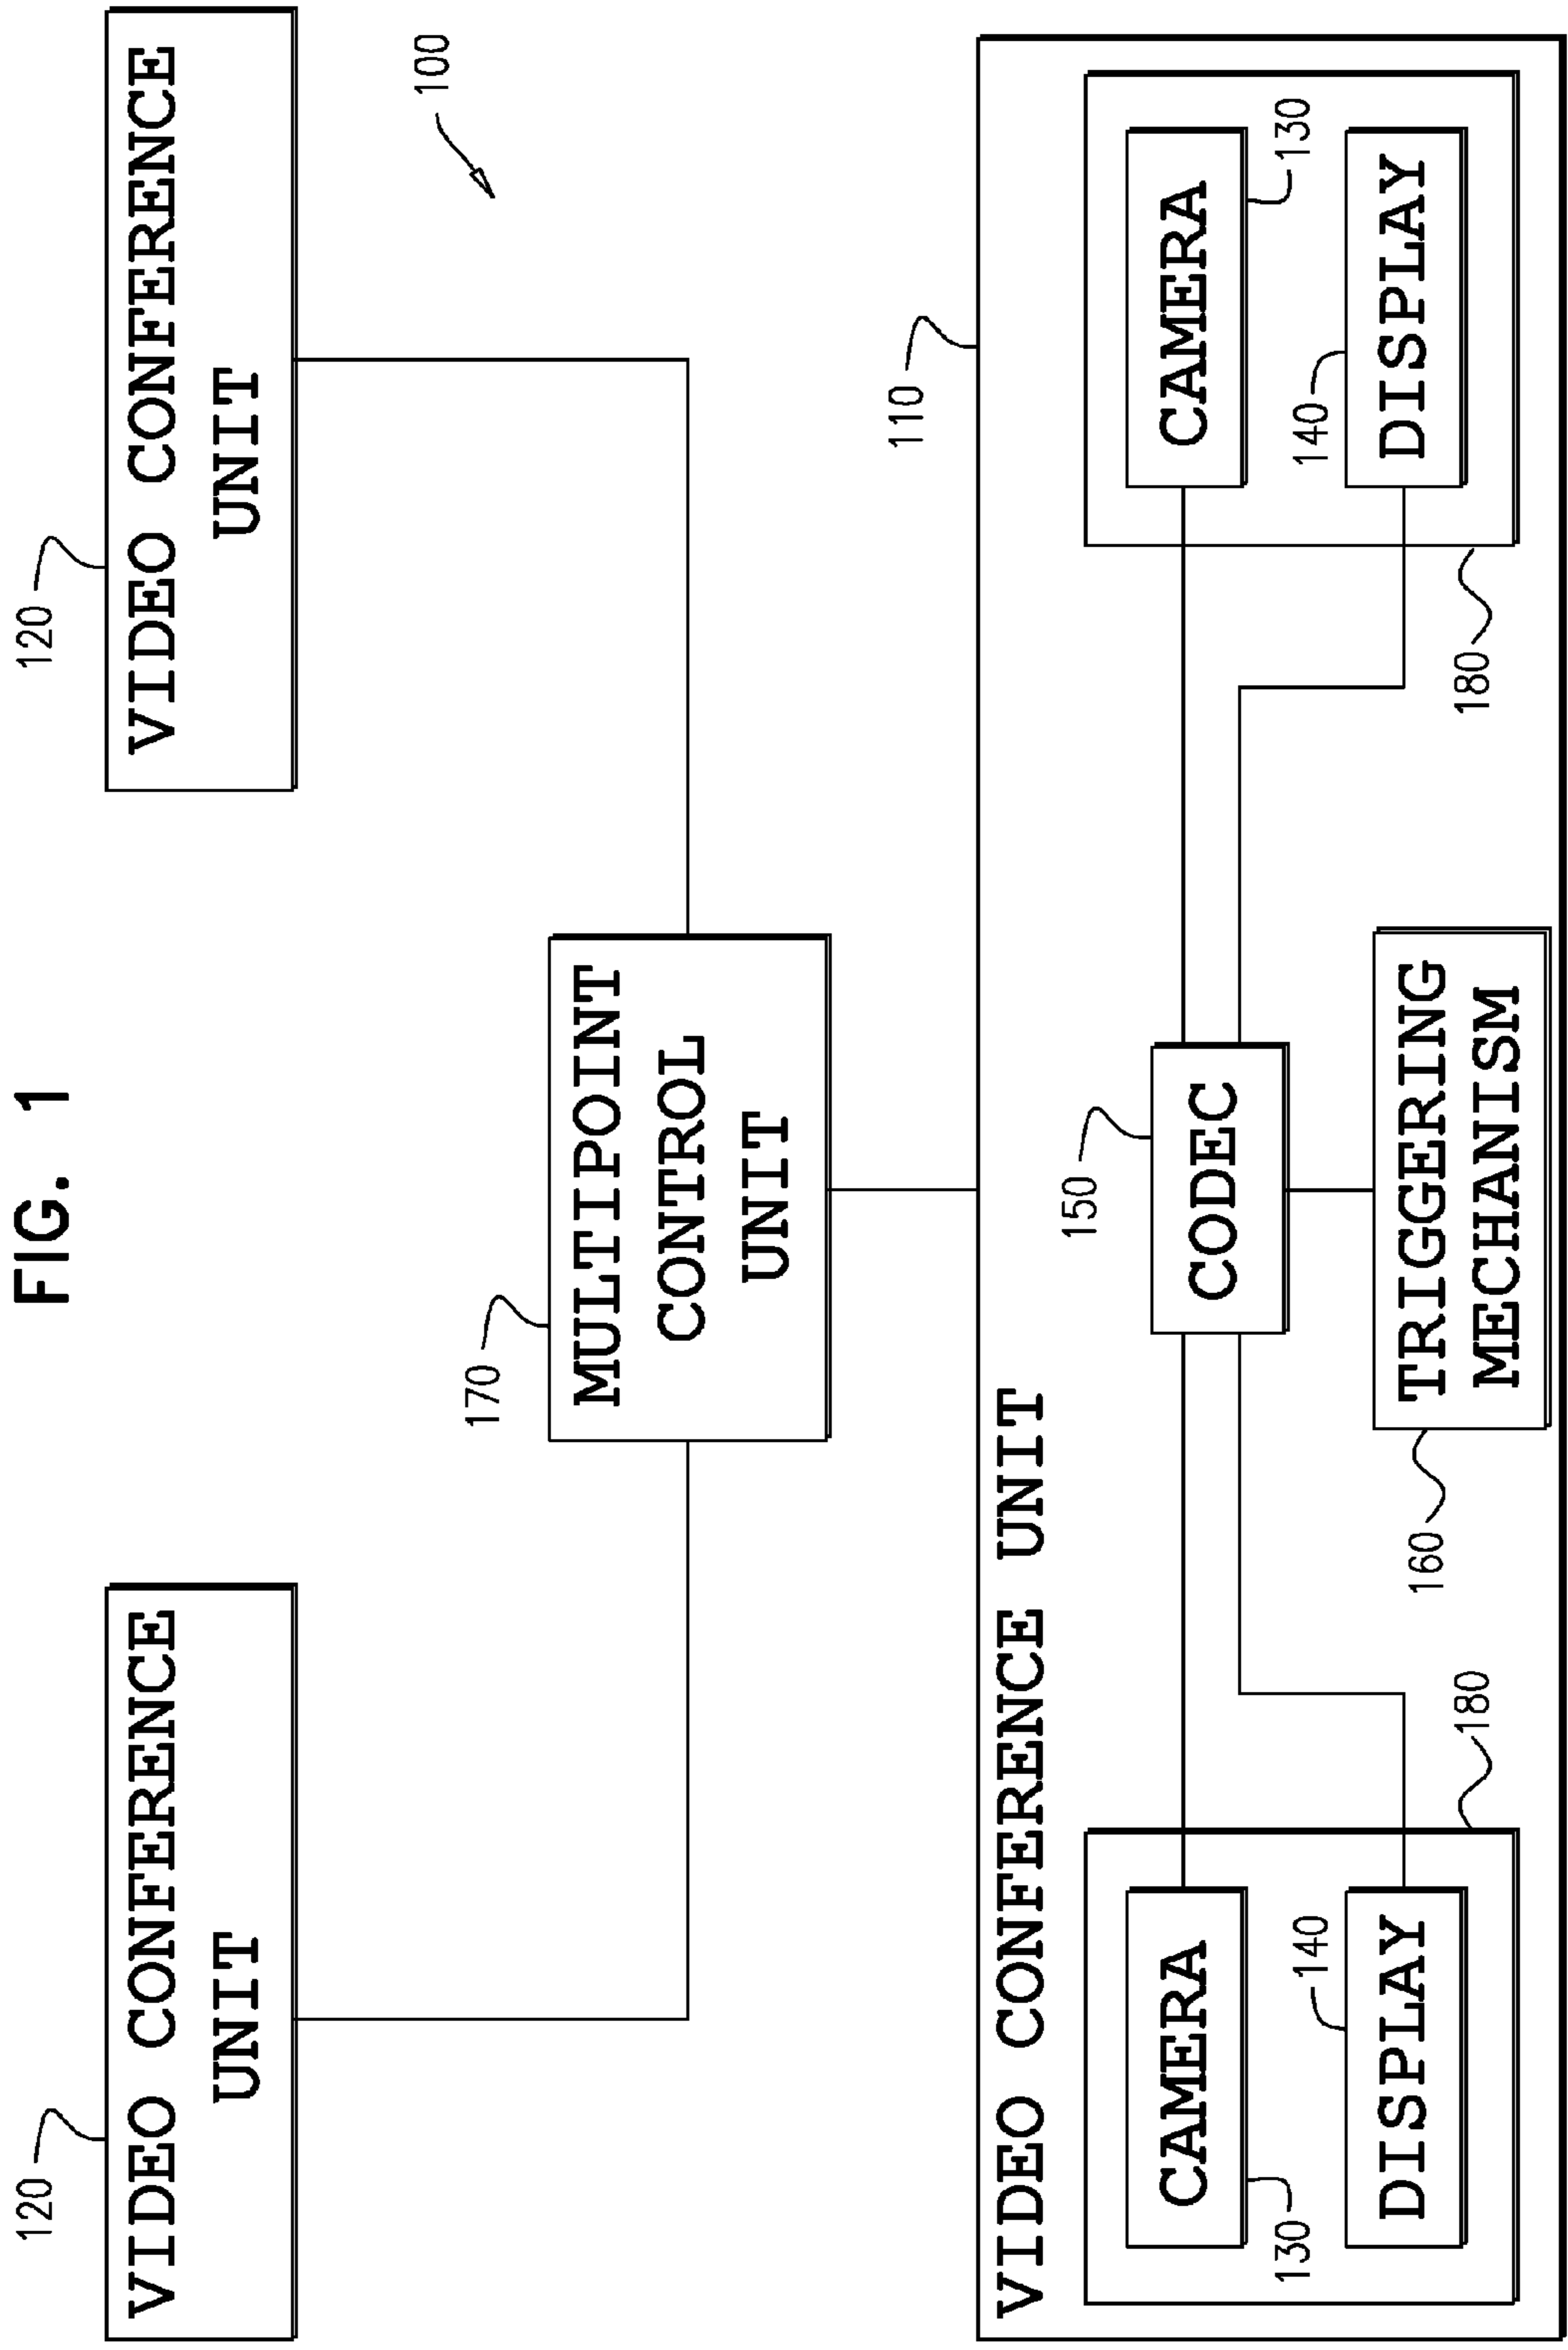 FIG. 1
120
VIDEO CONFERENCE
UNIT
120
VIDEO CONFERENCE
UNIT
100
170
MULTIPOINT
CONTROL
UNIT
110
VIDEO CONFERENCE UNIT
150
CODEC
CAMERA
130
140
DISPLAY
180
CAMERA
130
140
DISPLAY
180
160
TRIGGERING
MECHANISM